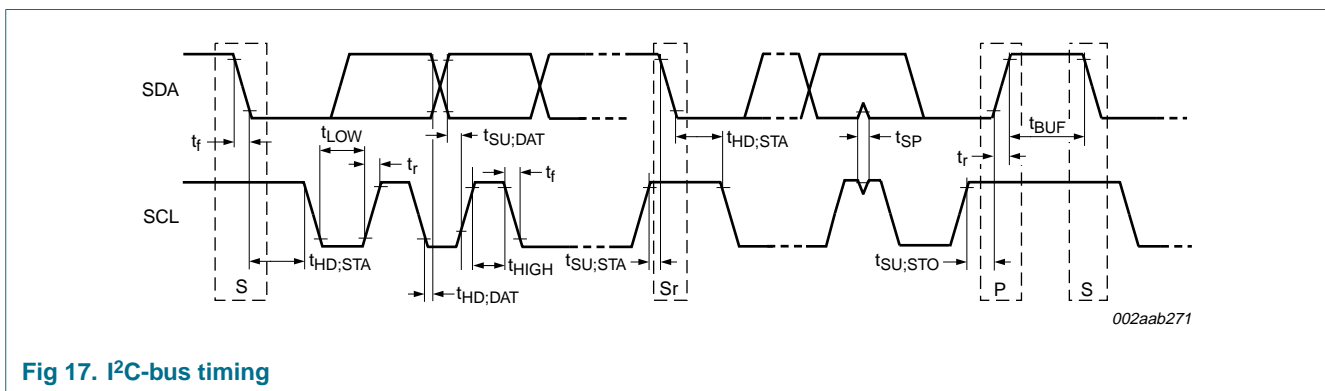 SDA
SCL
tf
tLOW
tr
tSU;DAT
tf
tHD;STA
tSP
tr
tBUF
tHD;STA
tHD;DAT
tHIGH
tSU;STA
tSU;STO
S
Sr
P
S
002aab271
Fig 17. I²C-bus timing